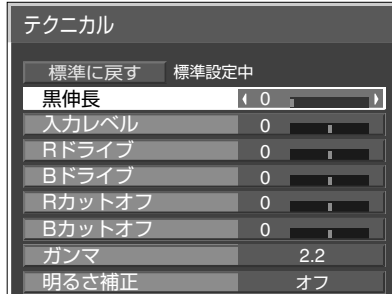 テクニカル
標準に戻す 標準設定中
黒伸長 0
入力レベル 0
Rドライブ 0
Bドライブ 0
Rカットオフ 0
Bカットオフ 0
ガンマ 2.2
明るさ補正 オフ